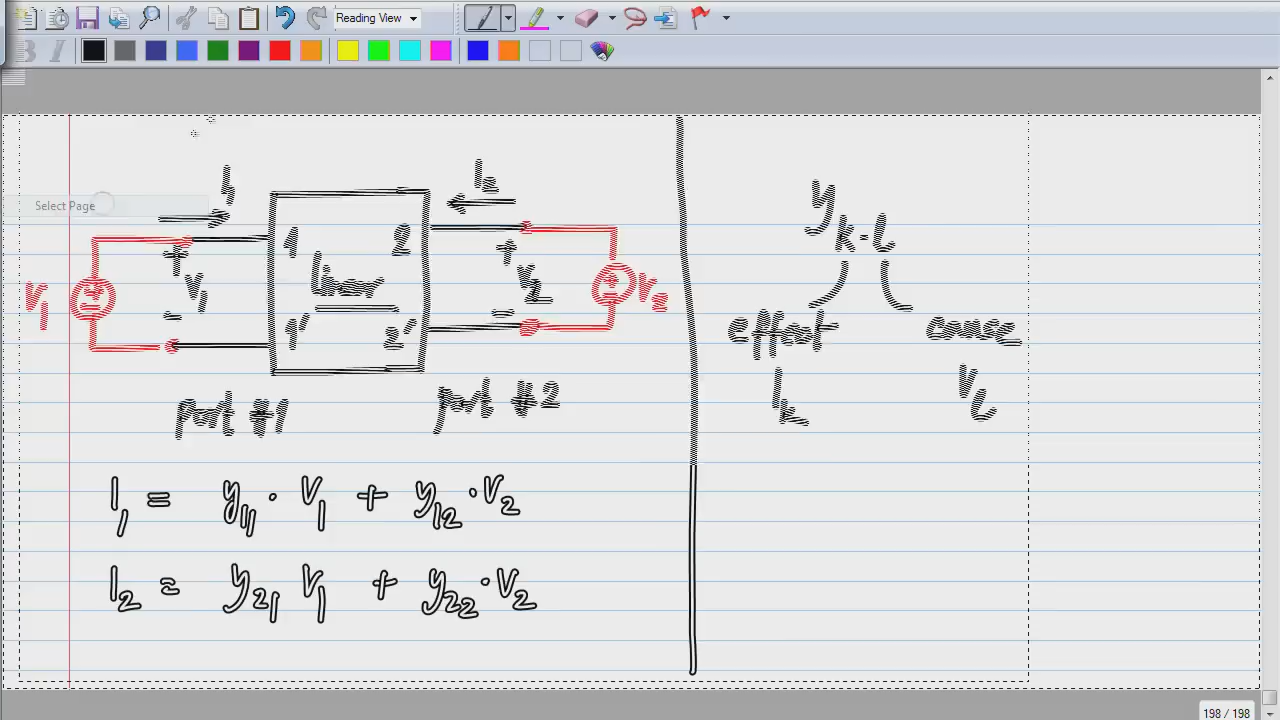 Reading View
B I
Select Page
I1 I2
1 2
+ +
V1 V1 Linear V2 V2
- -
1' 2'
port #1 port #2
I1 = y11 · V1 + y12 · V2
I2 = y21 V1 + y22 · V2
y k·l
effect cause
Ik Vl
198 / 198